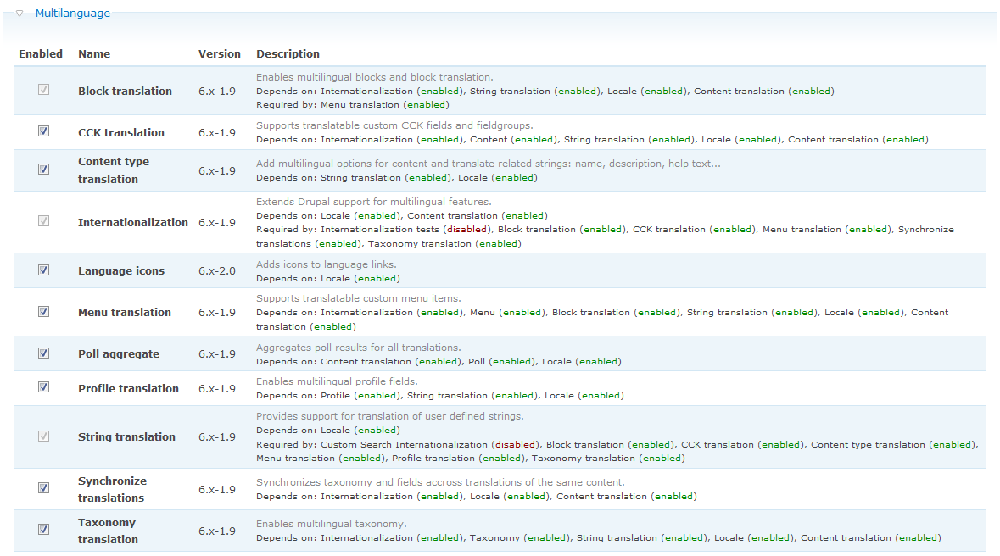 Multilanguage
Enabled Name Version Description
Block translation 6.x-1.9 Enables multilingual blocks and block translation.
Depends on: Internationalization (enabled), String translation (enabled), Locale (enabled), Content translation (enabled)
Required by: Menu translation (enabled)
CCK translation 6.x-1.9 Supports translatable custom CCK fields and fieldgroups.
Depends on: Internationalization (enabled), Content (enabled), String translation (enabled), Locale (enabled), Content translation (enabled)
Content type
translation 6.x-1.9 Add multilingual options for content and translate related strings: name, description, help text...
Depends on: String translation (enabled), Locale (enabled)
Internationalization 6.x-1.9 Extends Drupal support for multilingual features.
Depends on: Locale (enabled), Content translation (enabled)
Required by: Internationalization tests (disabled), Block translation (enabled), CCK translation (enabled), Menu translation (enabled), Synchronize
translations (enabled), Taxonomy translation (enabled)
Language icons 6.x-2.0 Adds icons to language links.
Depends on: Locale (enabled)
Menu translation 6.x-1.9 Supports translatable custom menu items.
Depends on: Internationalization (enabled), Menu (enabled), Block translation (enabled), String translation (enabled), Locale (enabled), Content
translation (enabled)
Poll aggregate 6.x-1.9 Aggregates poll results for all translations.
Depends on: Content translation (enabled), Poll (enabled), Locale (enabled)
Profile translation 6.x-1.9 Enables multilingual profile fields.
Depends on: Profile (enabled), String translation (enabled), Locale (enabled)
String translation 6.x-1.9 Provides support for translation of user defined strings.
Depends on: Locale (enabled)
Required by: Custom Search Internationalization (disabled), Block translation (enabled), CCK translation (enabled), Content type translation (enabled),
Menu translation (enabled), Profile translation (enabled), Taxonomy translation (enabled)
Synchronize
translations 6.x-1.9 Synchronizes taxonomy and fields accross translations of the same content.
Depends on: Internationalization (enabled), Locale (enabled), Content translation (enabled)
Taxonomy
translation 6.x-1.9 Enables multilingual taxonomy.
Depends on: Internationalization (enabled), Taxonomy (enabled), String translation (enabled), Locale (enabled), Content translation (enabled)